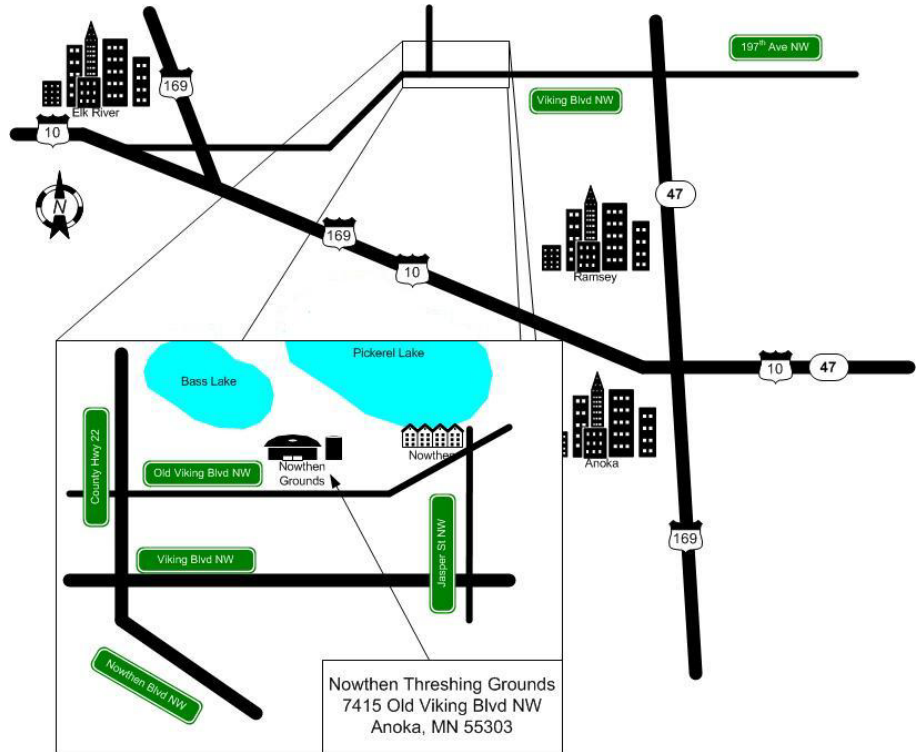 197th Ave NW
169
Elk River
Viking Blvd NW
10
47
N
169
10
Ramsey
Pickerel Lake
Bass Lake
10
47
County Hwy 22
Nowthen
Anoka
Old Viking Blvd NW
Nowthen
Grounds
Jasper St NW
169
Viking Blvd NW
Nowthen Blvd NW
Nowthen Threshing Grounds
7415 Old Viking Blvd NW
Anoka, MN 55303